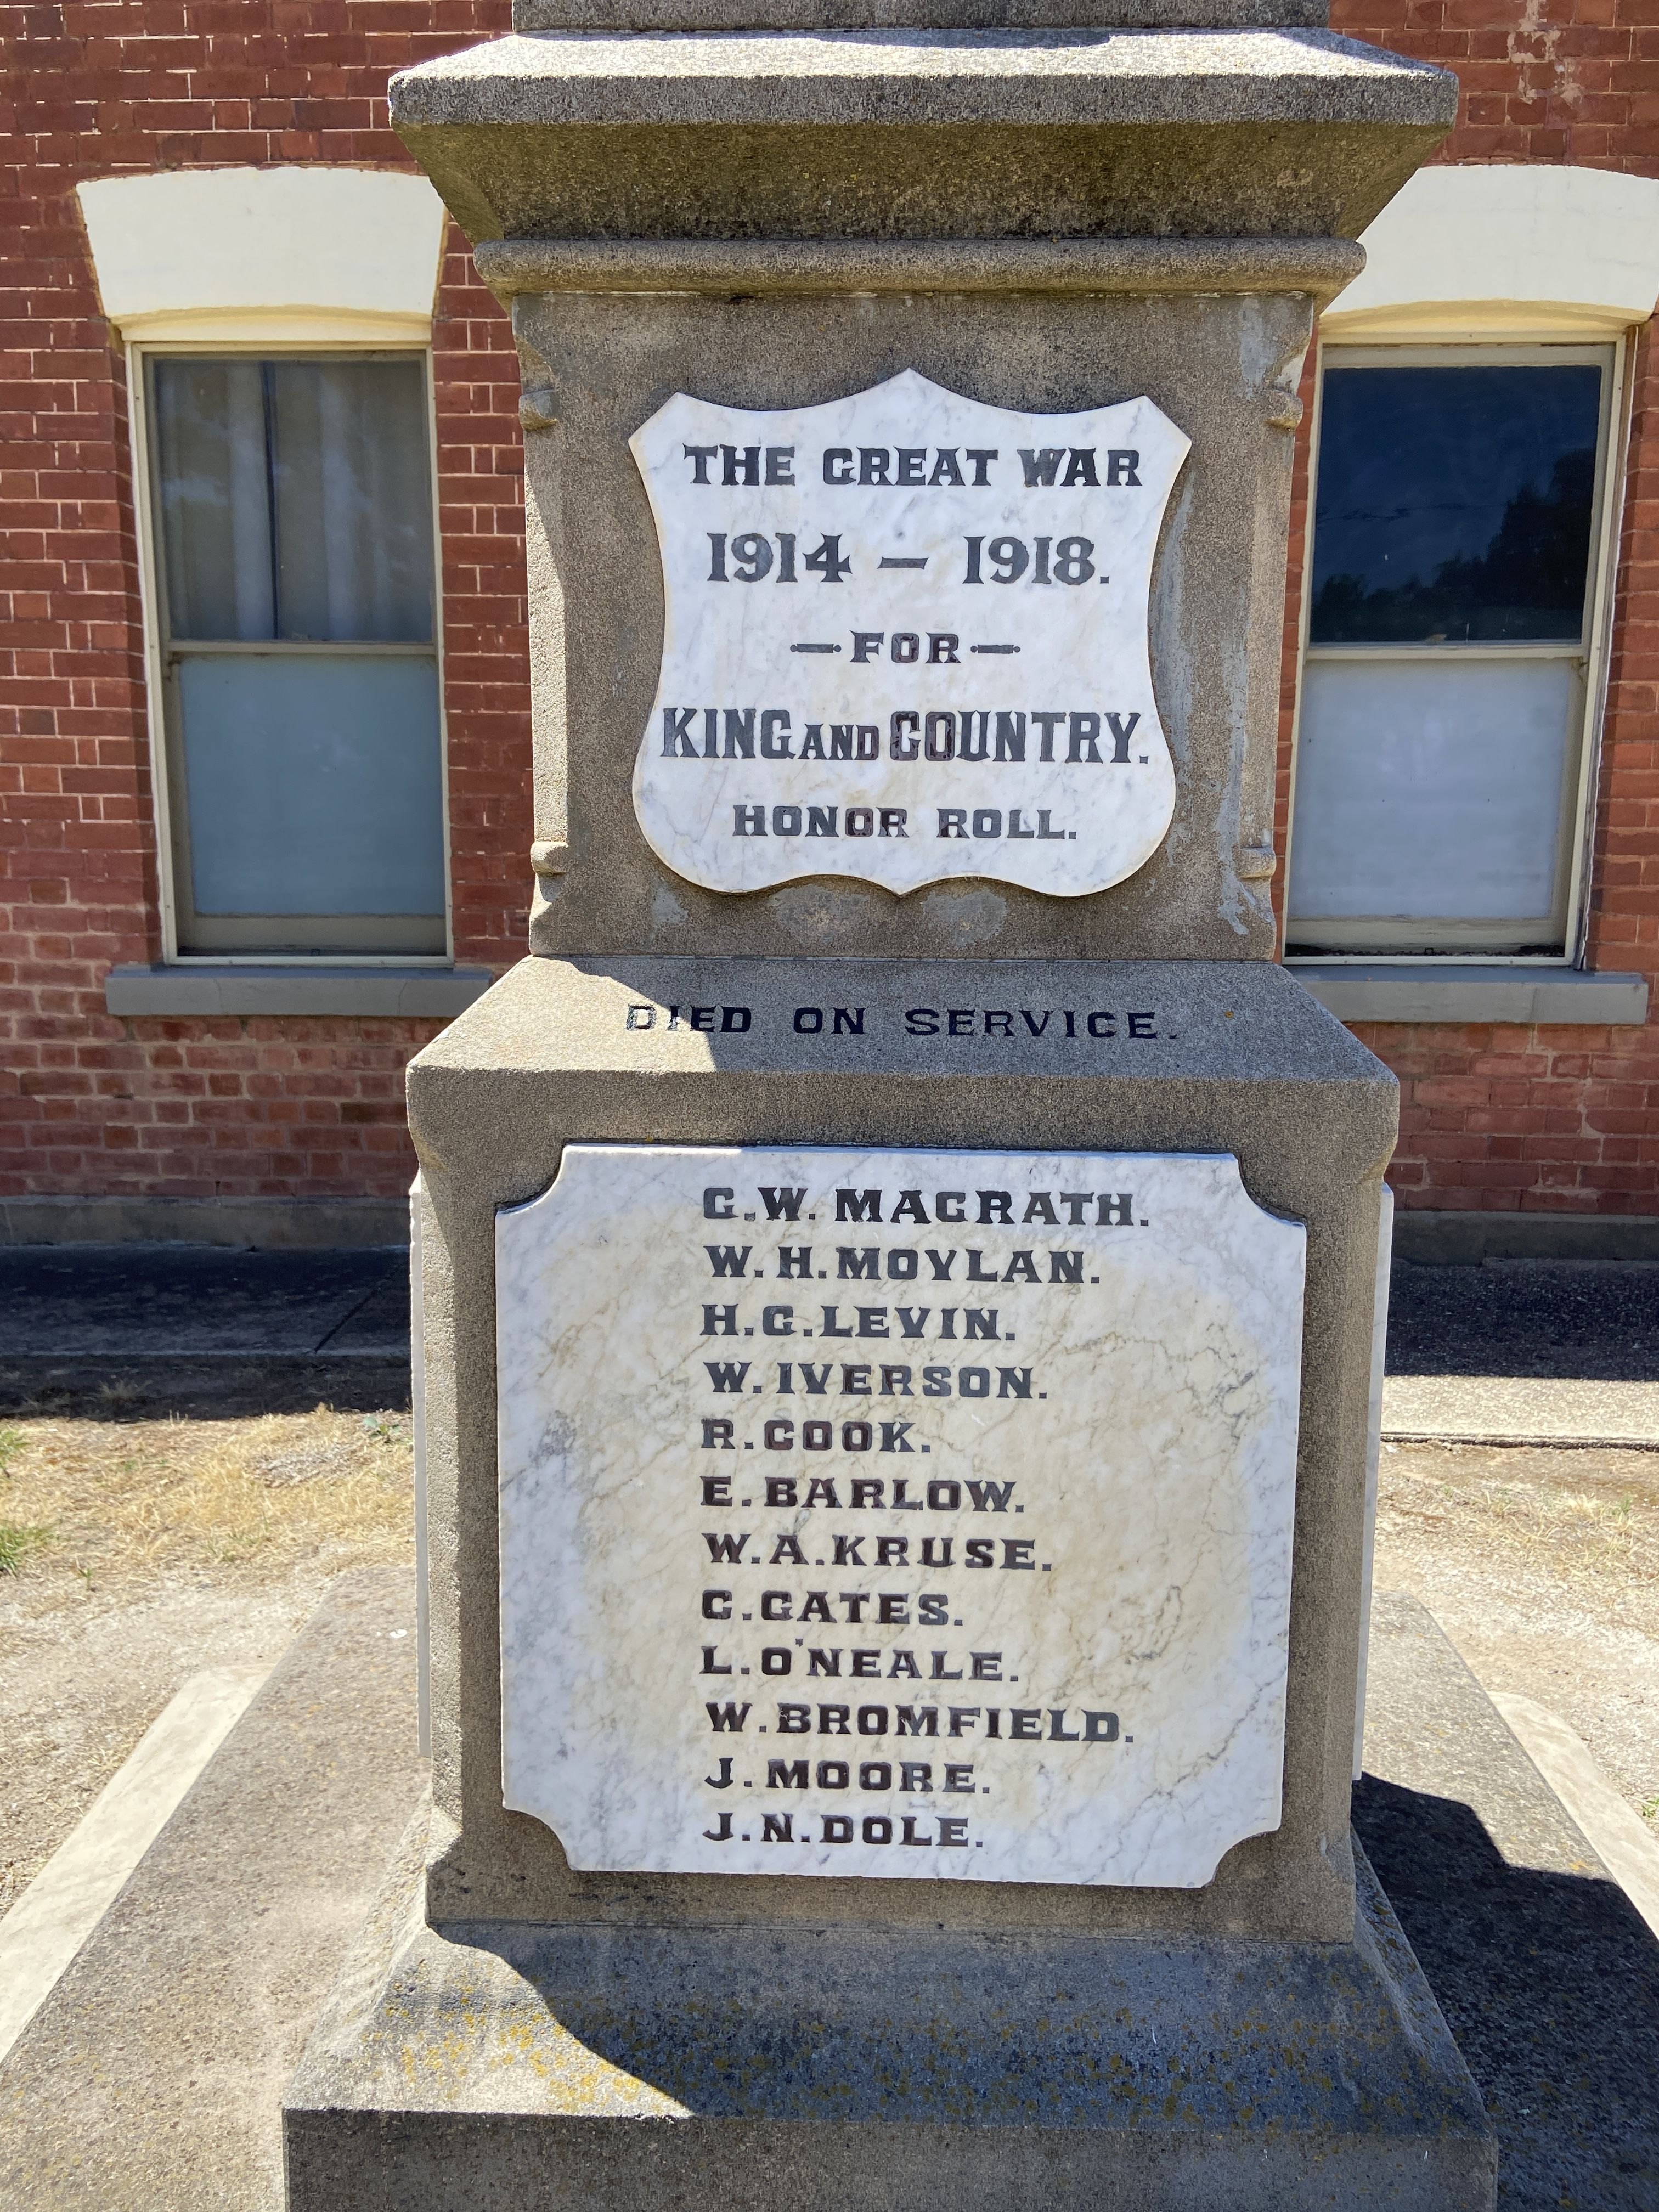 THE GREAT WAR
1914 — 1918.
— FOR —
KING AND COUNTRY.
HONOR ROLL.
DIED ON SERVICE.
G.W. MAGRATH.
W.H. MOYLAN.
H.G. LEVIN.
W. IVERSON.
R. COOK.
E. BARLOW.
W.A. KRUSE.
C. GATES.
L. O'NEALE.
W. BROMFIELD.
J. MOORE.
J.N. DOLE.